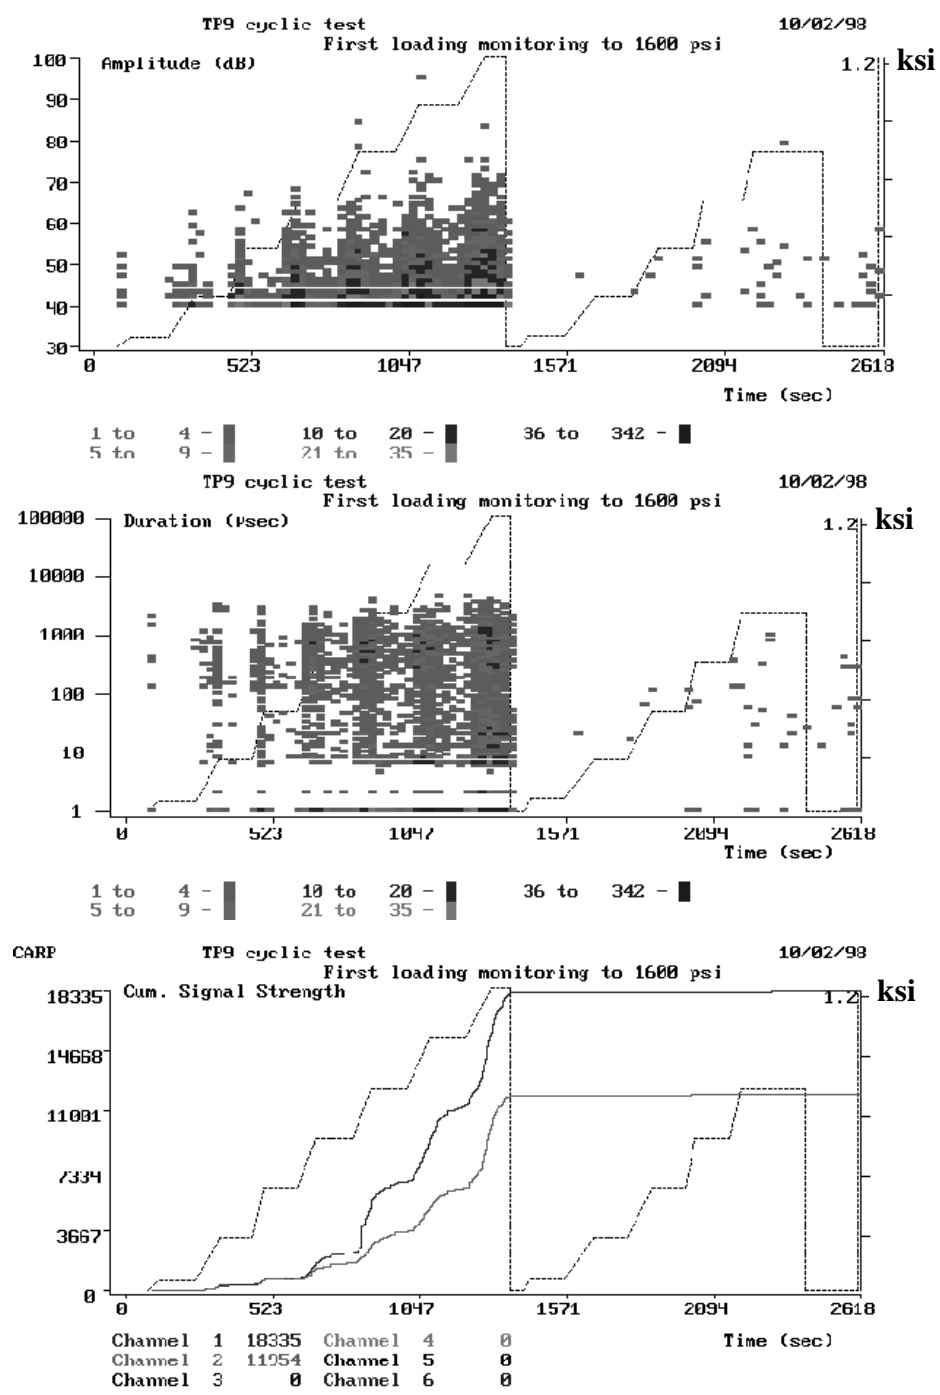 TP9 cyclic test 10/02/98
First loading monitoring to 1600 psi
Amplitude (dB)
1.2 ksi
100
90
80
70
60
50
40
30
0 523 1047 1571 2094 2618
Time (sec)
1 to 4 - 10 to 20 - 36 to 342 -
5 to 9 - 21 to 35 -
TP9 cyclic test 10/02/98
First loading monitoring to 1600 psi
Duration (µsec)
1.2 ksi
100000
10000
1000
100
10
1
0 523 1047 1571 2094 2618
Time (sec)
1 to 4 - 10 to 20 - 36 to 342 -
5 to 9 - 21 to 35 -
CARP TP9 cyclic test 10/02/98
First loading monitoring to 1600 psi
Cum. Signal Strength
1.2 ksi
18335
14668
11001
7334
3667
0
0 523 1047 1571 2094 2618
Time (sec)
Channel 1 18335 Channel 4 0
Channel 2 11954 Channel 5 0
Channel 3 0 Channel 6 0